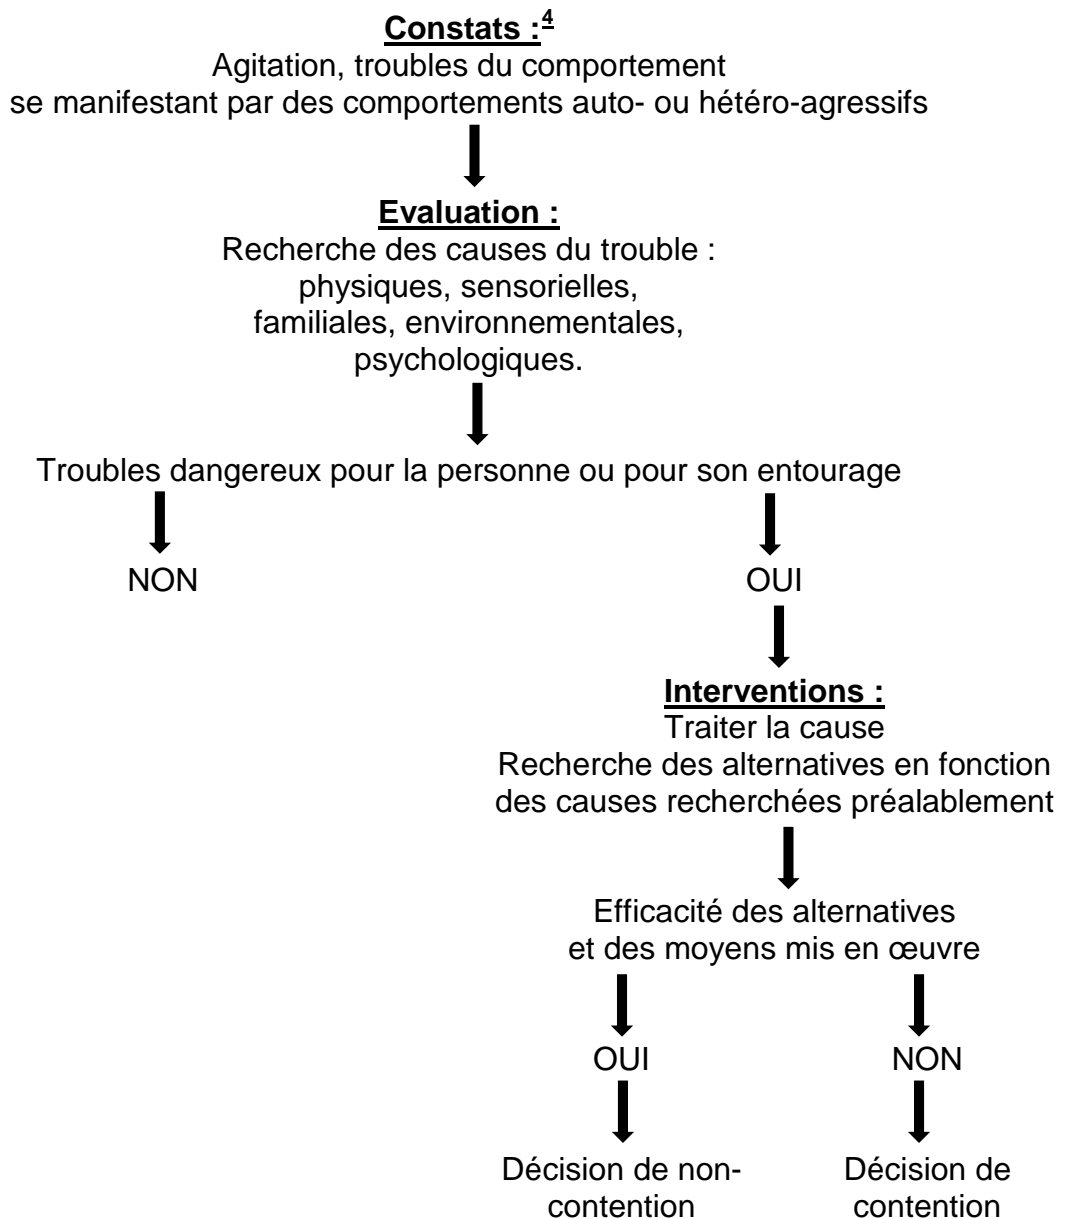 Constats :4
Agitation, troubles du comportement
se manifestant par des comportements auto- ou hétéro-agressifs
Evaluation :
Recherche des causes du trouble :
physiques, sensorielles,
familiales, environnementales,
psychologiques.
Troubles dangereux pour la personne ou pour son entourage
NON
OUI
Interventions :
Traiter la cause
Recherche des alternatives en fonction
des causes recherchées préalablement
Efficacité des alternatives
et des moyens mis en œuvre
OUI
NON
Décision de non-
contention
Décision de
contention